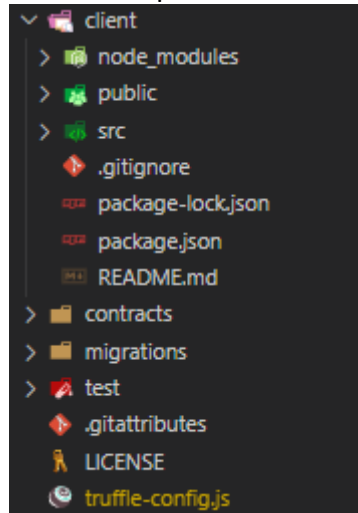 client
node_modules
public
src
.gitignore
package-lock.json
package.json
README.md
contracts
migrations
test
.gitattributes
LICENSE
truffle-config.js